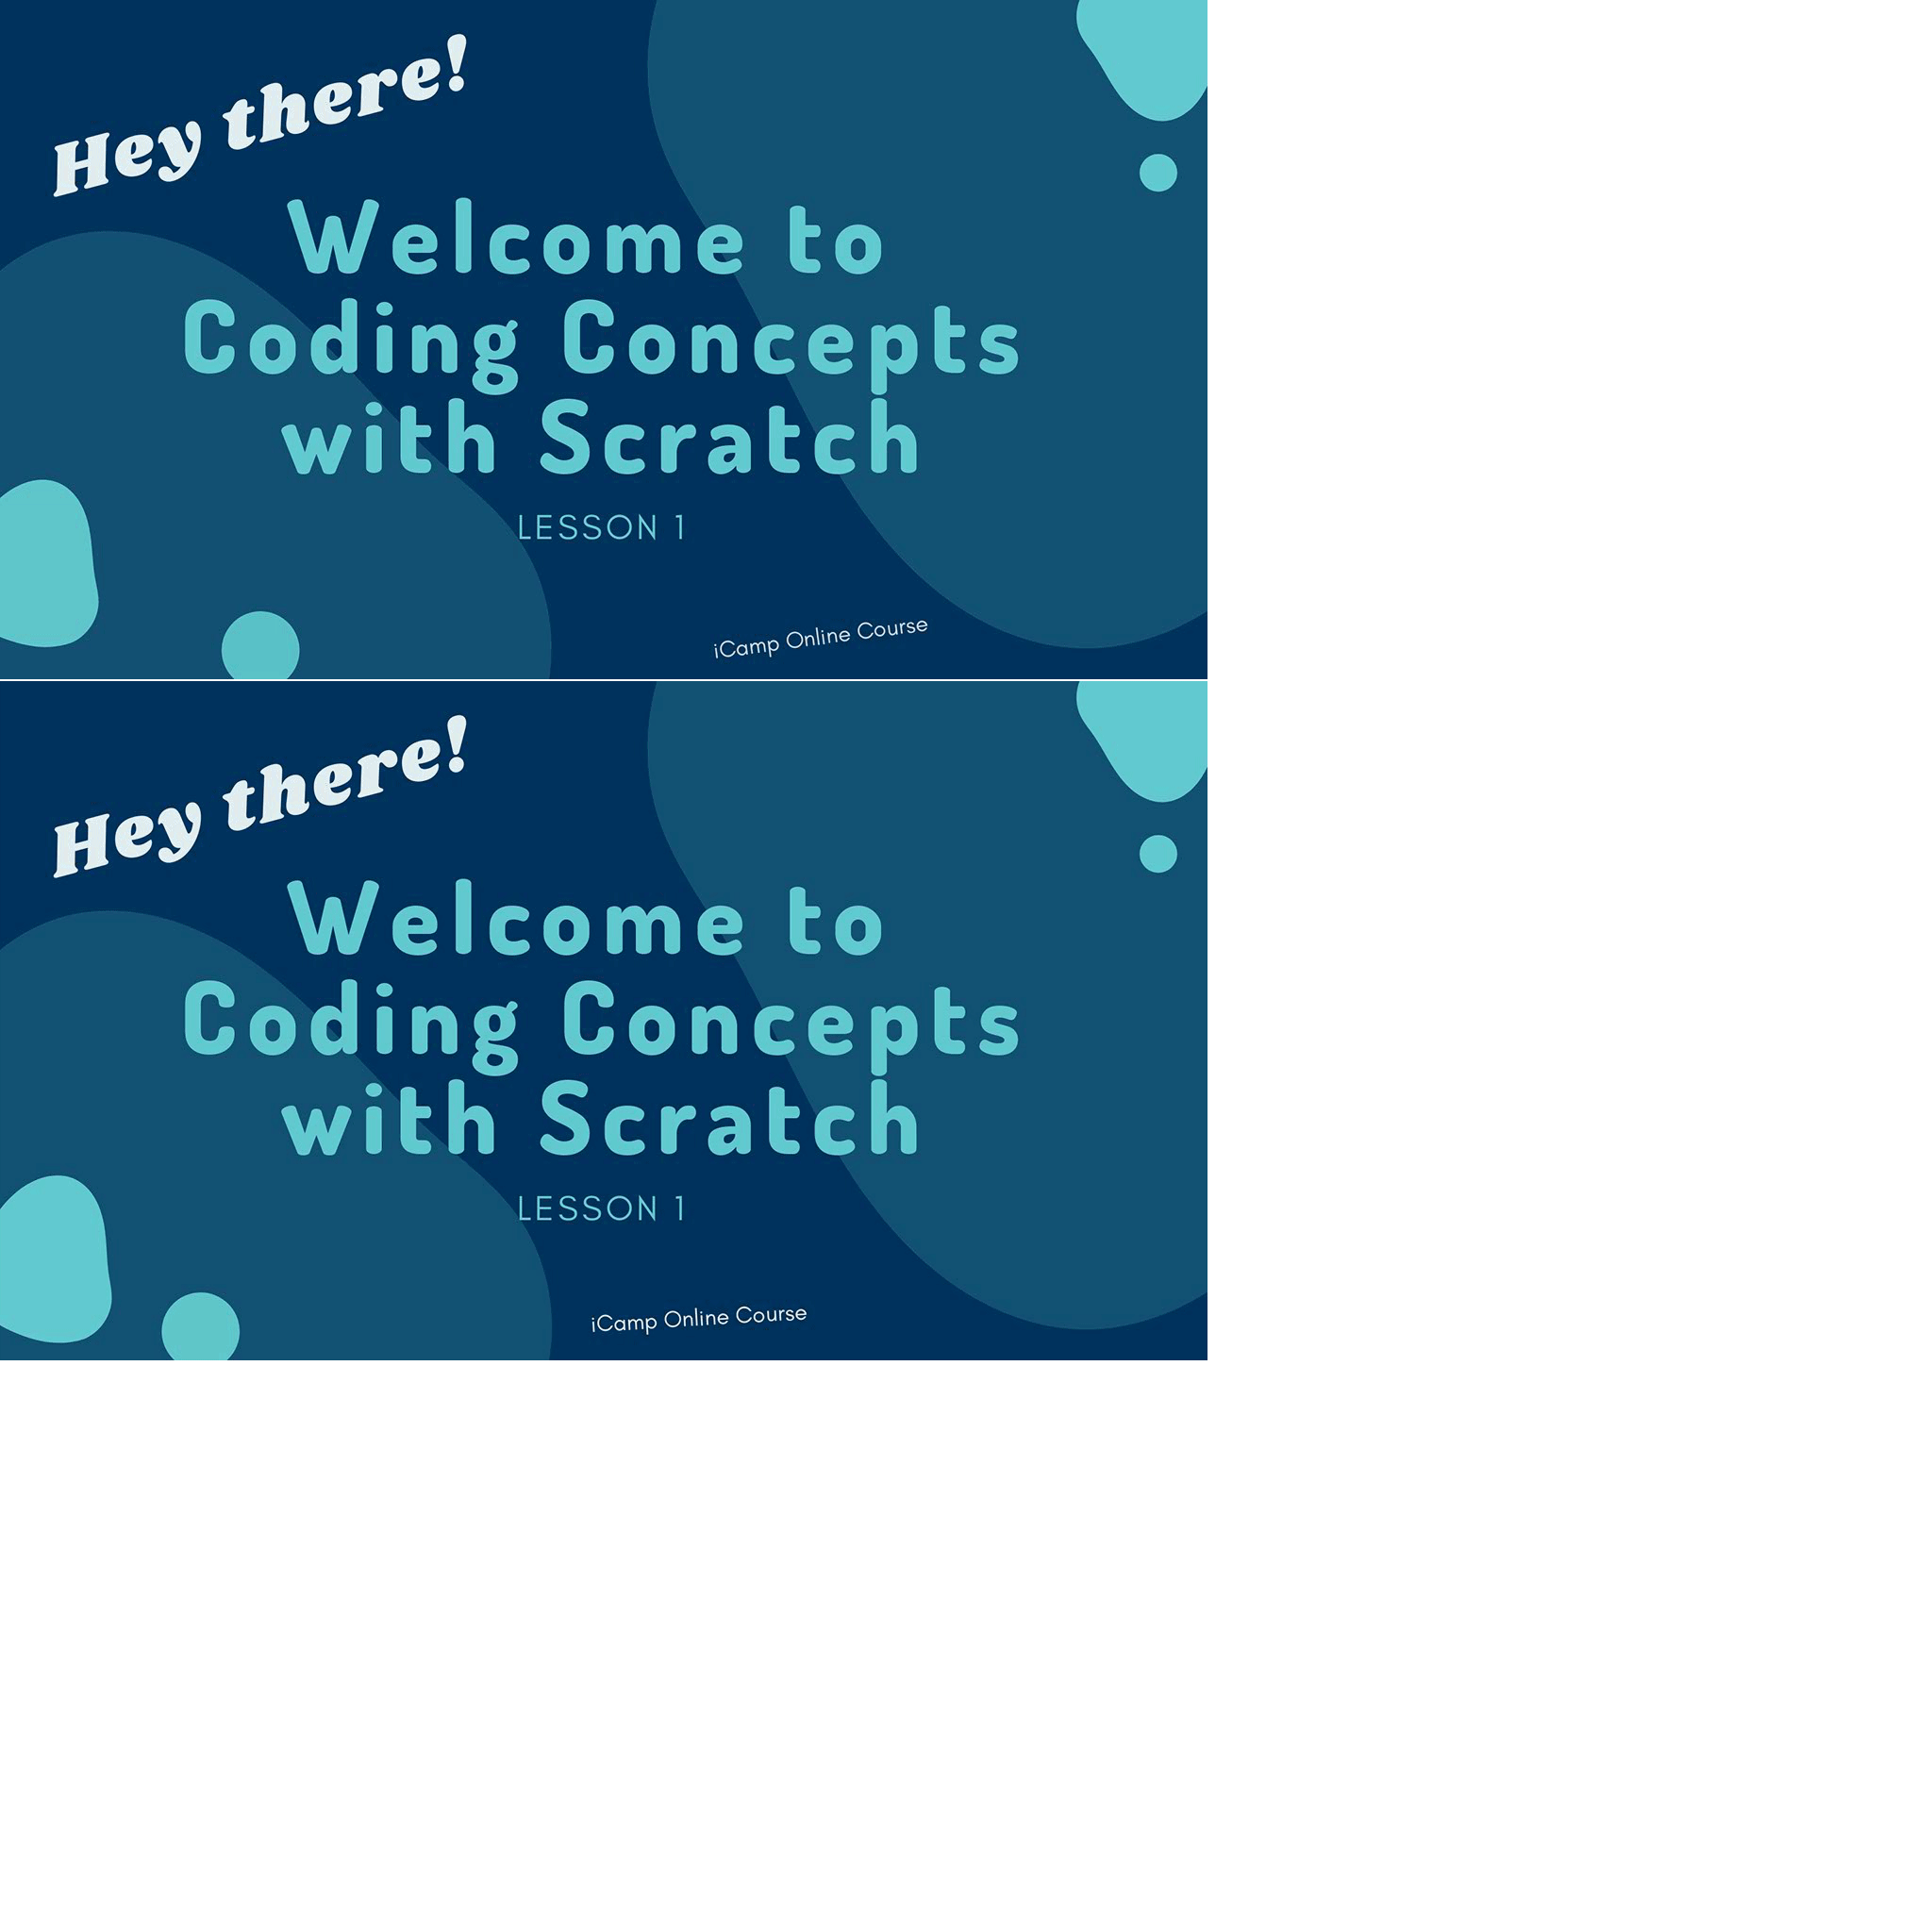 Hey there!
Welcome to
Coding Concepts
with Scratch
LESSON 1
iCamp Online Course
Hey there!
Welcome to
Coding Concepts
with Scratch
LESSON 1
iCamp Online Course